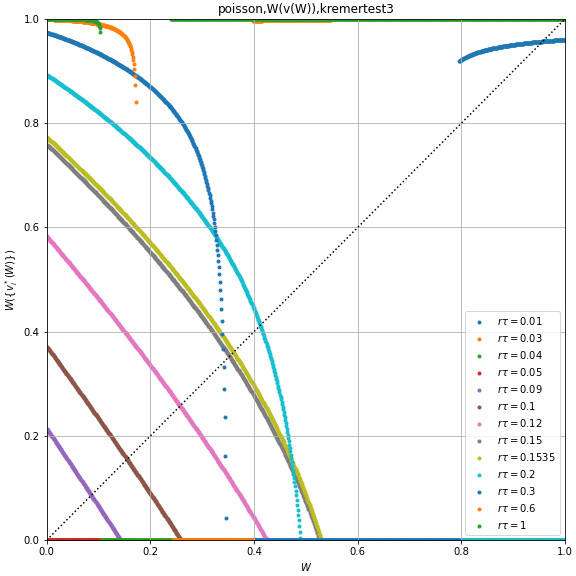 poisson,W(v(W)),kremertest3
1.0
0.8
0.6
0.4
0.2
0.0
W({v_i^*(W)})
0.0 0.2 0.4 0.6 0.8 1.0
W
rτ = 0.01
rτ = 0.03
rτ = 0.04
rτ = 0.05
rτ = 0.09
rτ = 0.1
rτ = 0.12
rτ = 0.15
rτ = 0.1535
rτ = 0.2
rτ = 0.3
rτ = 0.6
rτ = 1